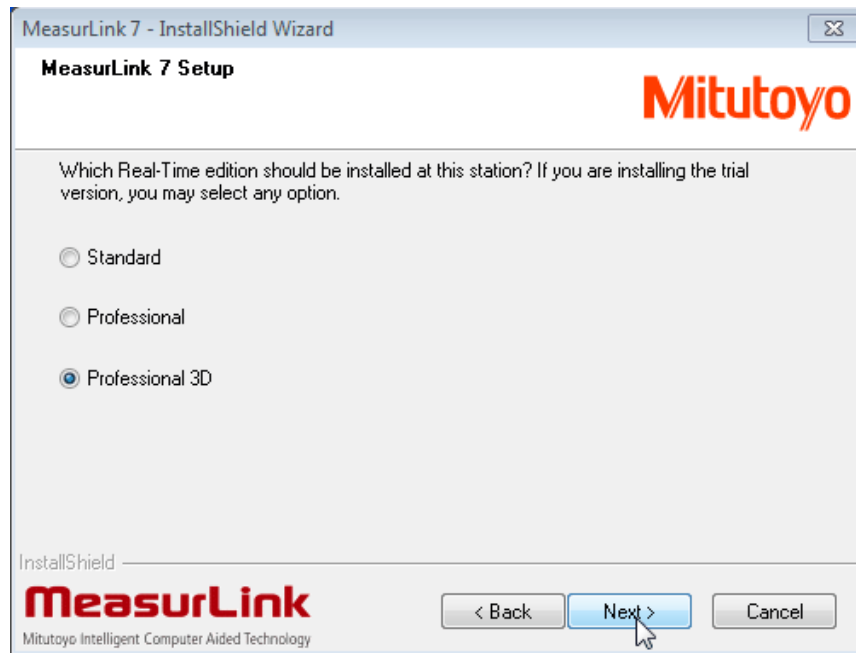 MeasurLink 7 - InstallShield Wizard
MeasurLink 7 Setup
Mitutoyo
Which Real-Time edition should be installed at this station? If you are installing the trial
version, you may select any option.
Standard
Professional
Professional 3D
InstallShield
MeasurLink
Mitutoyo Intelligent Computer Aided Technology
< Back
Next >
Cancel